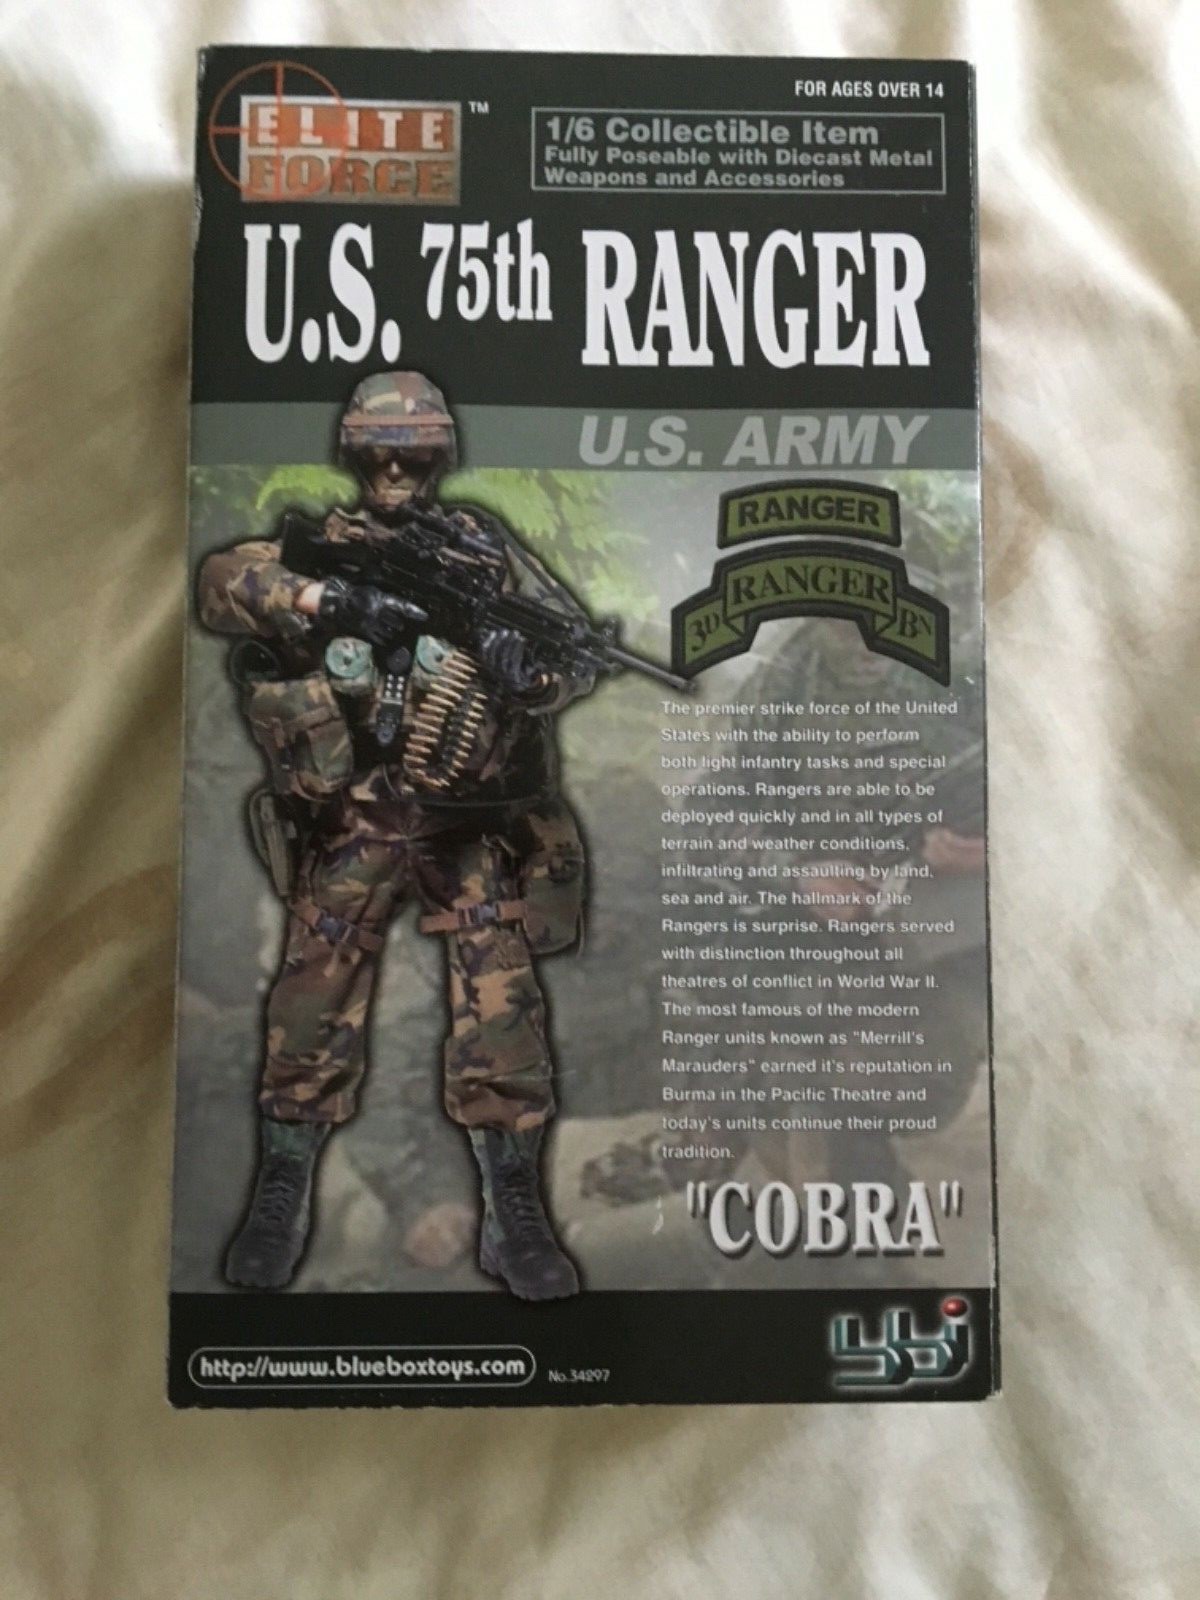 FOR AGES OVER 14
ELITE
FORCE
TM
1/6 Collectible Item
Fully Poseable with Diecast Metal
Weapons and Accessories
U.S. 75th RANGER
U.S. ARMY
RANGER
3D RANGER BN
The premier strike force of the United
States with the ability to perform
both light infantry tasks and special
operations. Rangers are able to be
deployed quickly and in all types of
terrain and weather conditions,
infiltrating and assaulting by land,
sea and air. The hallmark of the
Rangers is surprise. Rangers served
with distinction throughout all
theatres of conflict in World War II.
The most famous of the modern
Ranger units known as "Merrill's
Marauders" earned it's reputation in
Burma in the Pacific Theatre and
today's units continue their proud
tradition.
"COBRA"
http://www.blueboxtoys.com
No.34297
bbi